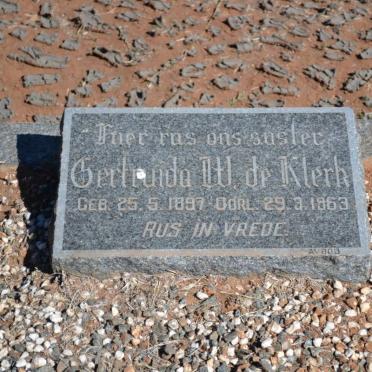 Hier rus ons suster
Gertruida W. de Klerk
GEB. 25. 5. 1897 OORL. 29. 3. 1963
RUS IN VREDE.